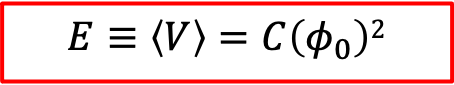 E ≡ ⟨V⟩ = C(ϕ₀)²